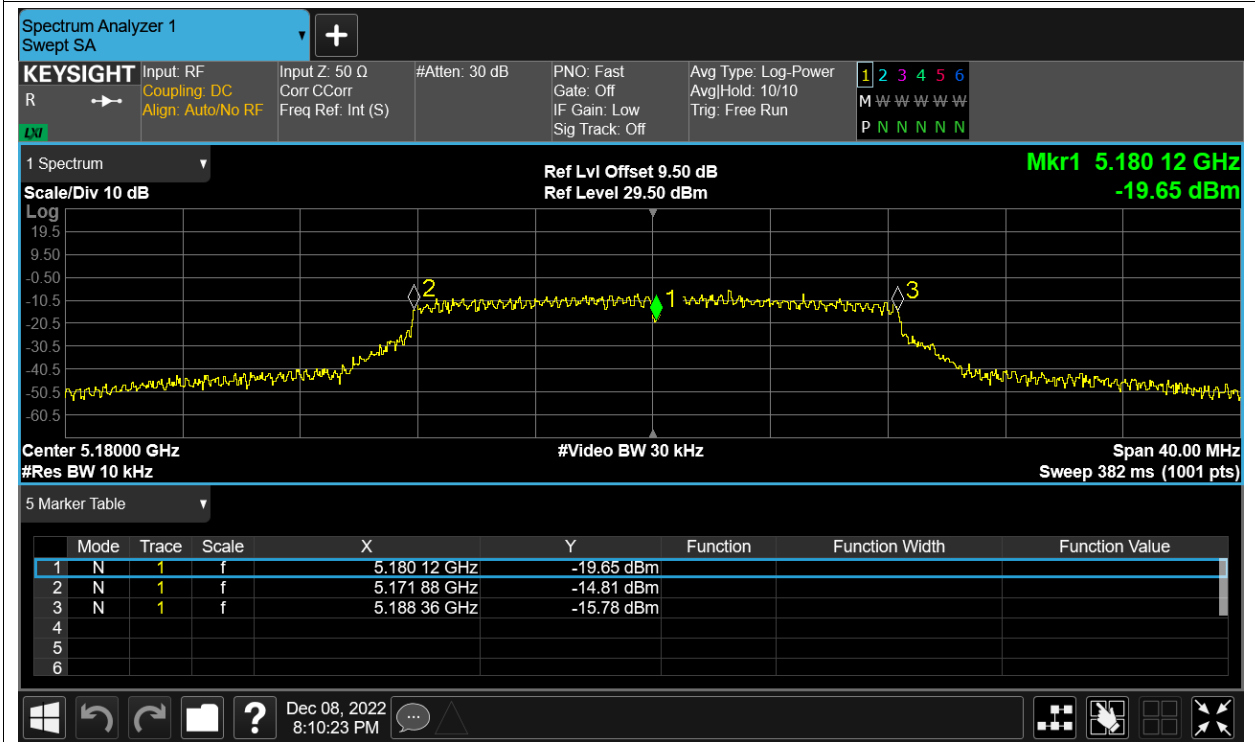 Spectrum Analyzer 1
Swept SA
KEYSIGHT
R
LXI
Input: RF
Coupling: DC
Align: Auto/No RF
Input Z: 50 Ω
Corr CCorr
Freq Ref: Int (S)
#Atten: 30 dB
PNO: Fast
Gate: Off
IF Gain: Low
Sig Track: Off
Avg Type: Log-Power
Avg|Hold: 10/10
Trig: Free Run
1 2 3 4 5 6
M W W W W W
P N N N N N
1 Spectrum
Scale/Div 10 dB
Ref Lvl Offset 9.50 dB
Ref Level 29.50 dBm
Mkr1 5.180 12 GHz
-19.65 dBm
Log
19.5
9.50
-0.50
-10.5
-20.5
-30.5
-40.5
-50.5
-60.5
2
1
3
Center 5.18000 GHz
#Res BW 10 kHz
#Video BW 30 kHz
Span 40.00 MHz
Sweep 382 ms (1001 pts)
5 Marker Table
Mode Trace Scale X Y Function Function Width Function Value
1 N 1 f 5.180 12 GHz -19.65 dBm
2 N 1 f 5.171 88 GHz -14.81 dBm
3 N 1 f 5.188 36 GHz -15.78 dBm
4
5
6
?
Dec 08, 2022
8:10:23 PM